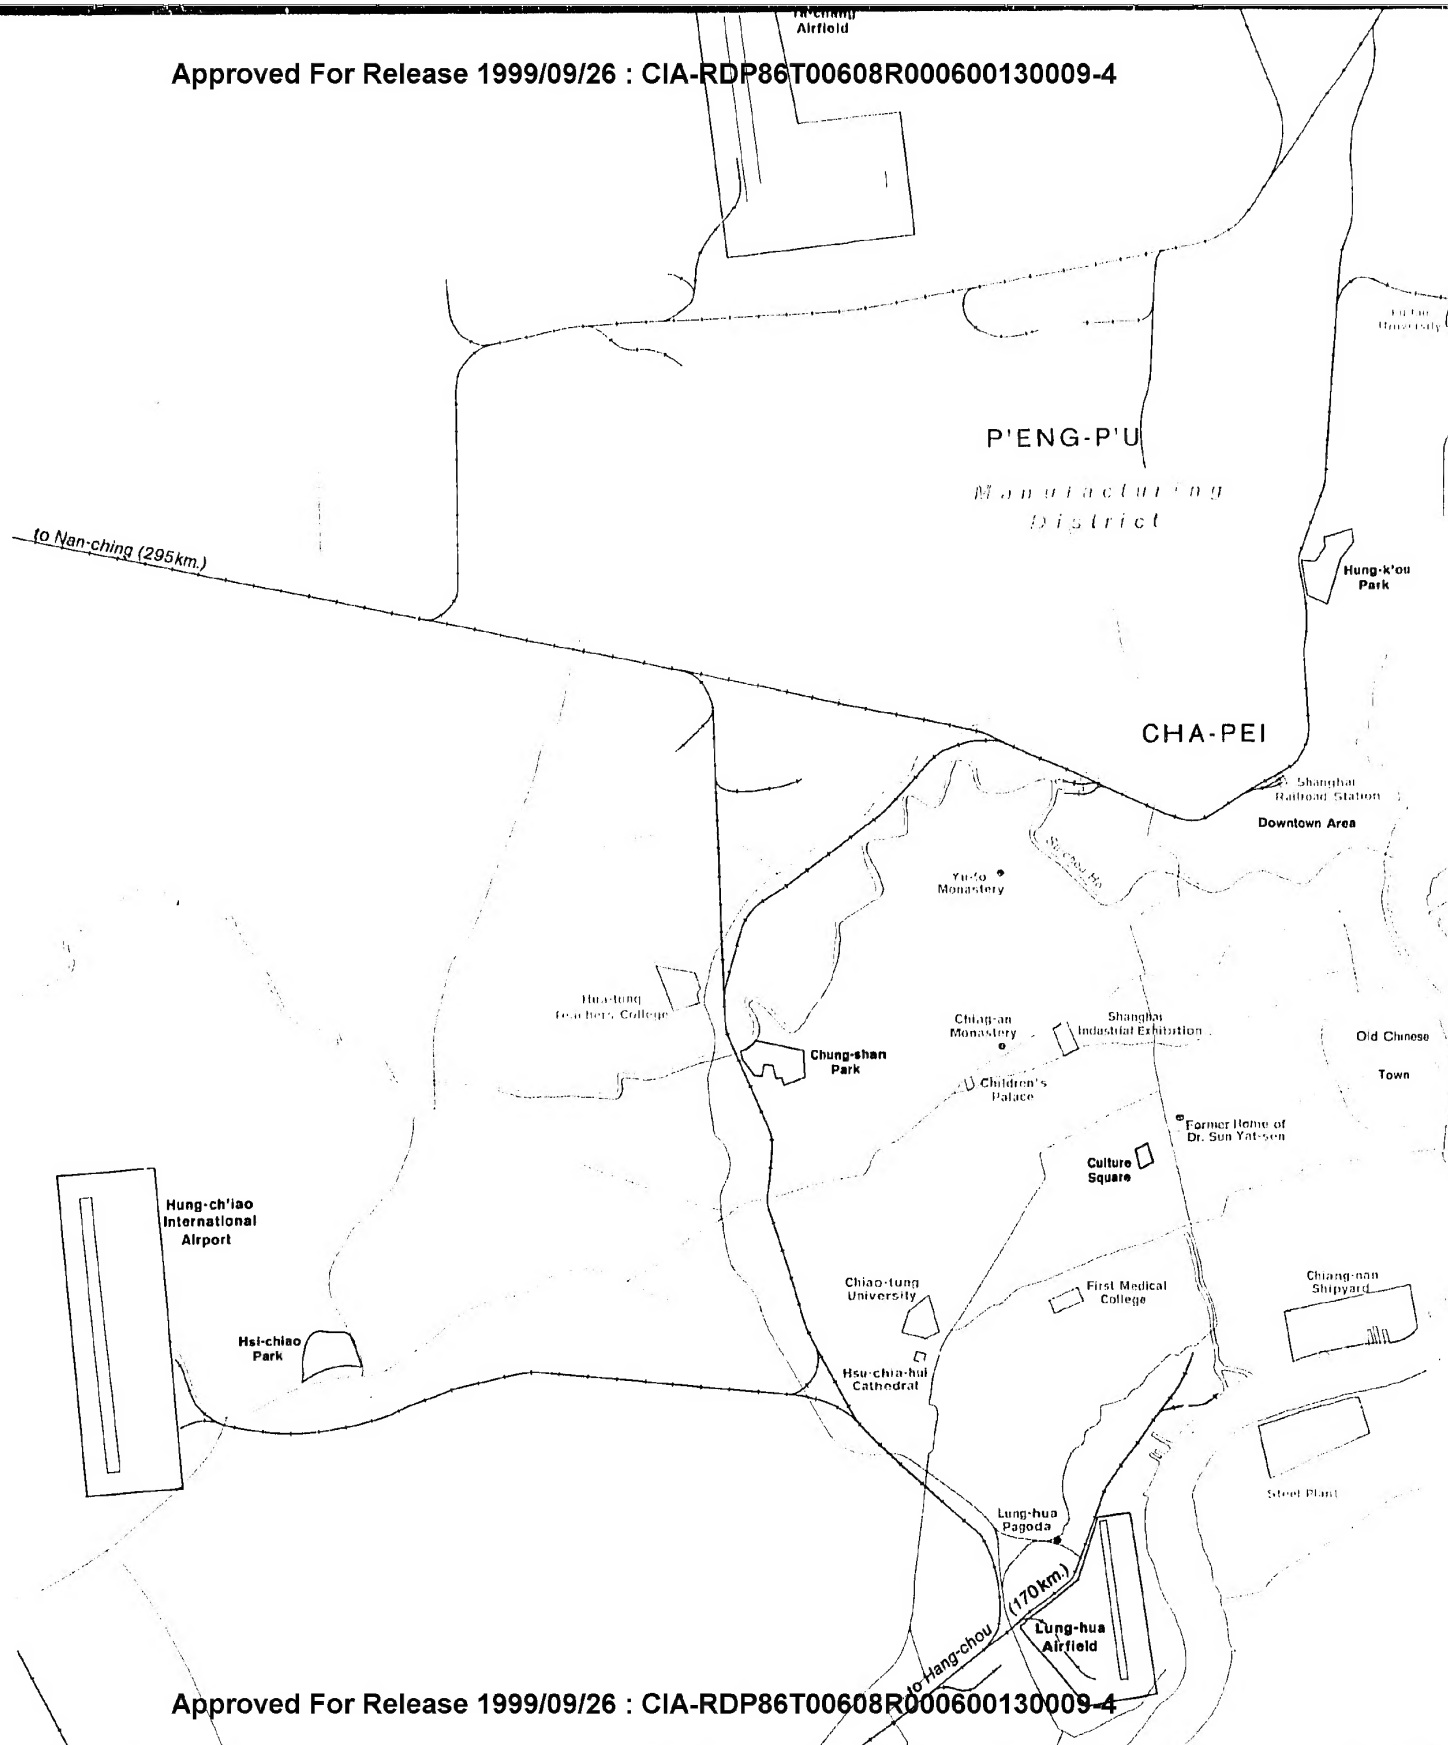 Airfield
Approved For Release 1999/09/26 : CIA-RDP86T00608R000600130009-4
University
P'ENG-P'U
Manufacturing
District
to Nan-ching (295km.)
Hung-k'ou
Park
CHA-PEI
Shanghai
Railroad Station
Downtown Area
Yu-fo
Monastery
Hua-tung
Teachers College
Ching-an
Monastery
Shanghai
Industrial Exhibition
Old Chinese
Town
Chung-shan
Park
Children's
Palace
Former Home of
Dr. Sun Yat-sen
Culture
Square
Hung-ch'iao
International
Airport
Chiao-tung
University
First Medical
College
Chiang-nan
Shipyard
Hsi-chiao
Park
Hsu-chia-hui
Cathedral
Steel Plant
Lung-hua
Pagoda
to Hang-chou (170km.)
Lung-hua
Airfield
Approved For Release 1999/09/26 : CIA-RDP86T00608R000600130009-4